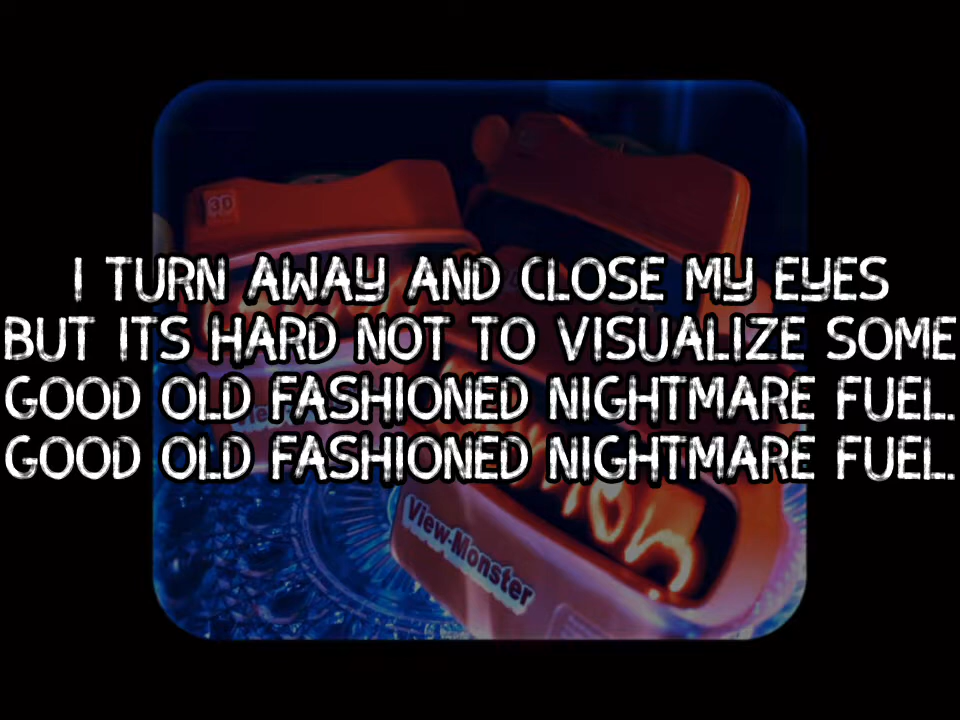 3D
I TURN AWAY AND CLOSE MY EYES
BUT ITS HARD NOT TO VISUALIZE SOME
GOOD OLD FASHIONED NIGHTMARE FUEL.
GOOD OLD FASHIONED NIGHTMARE FUEL.
View-Monster